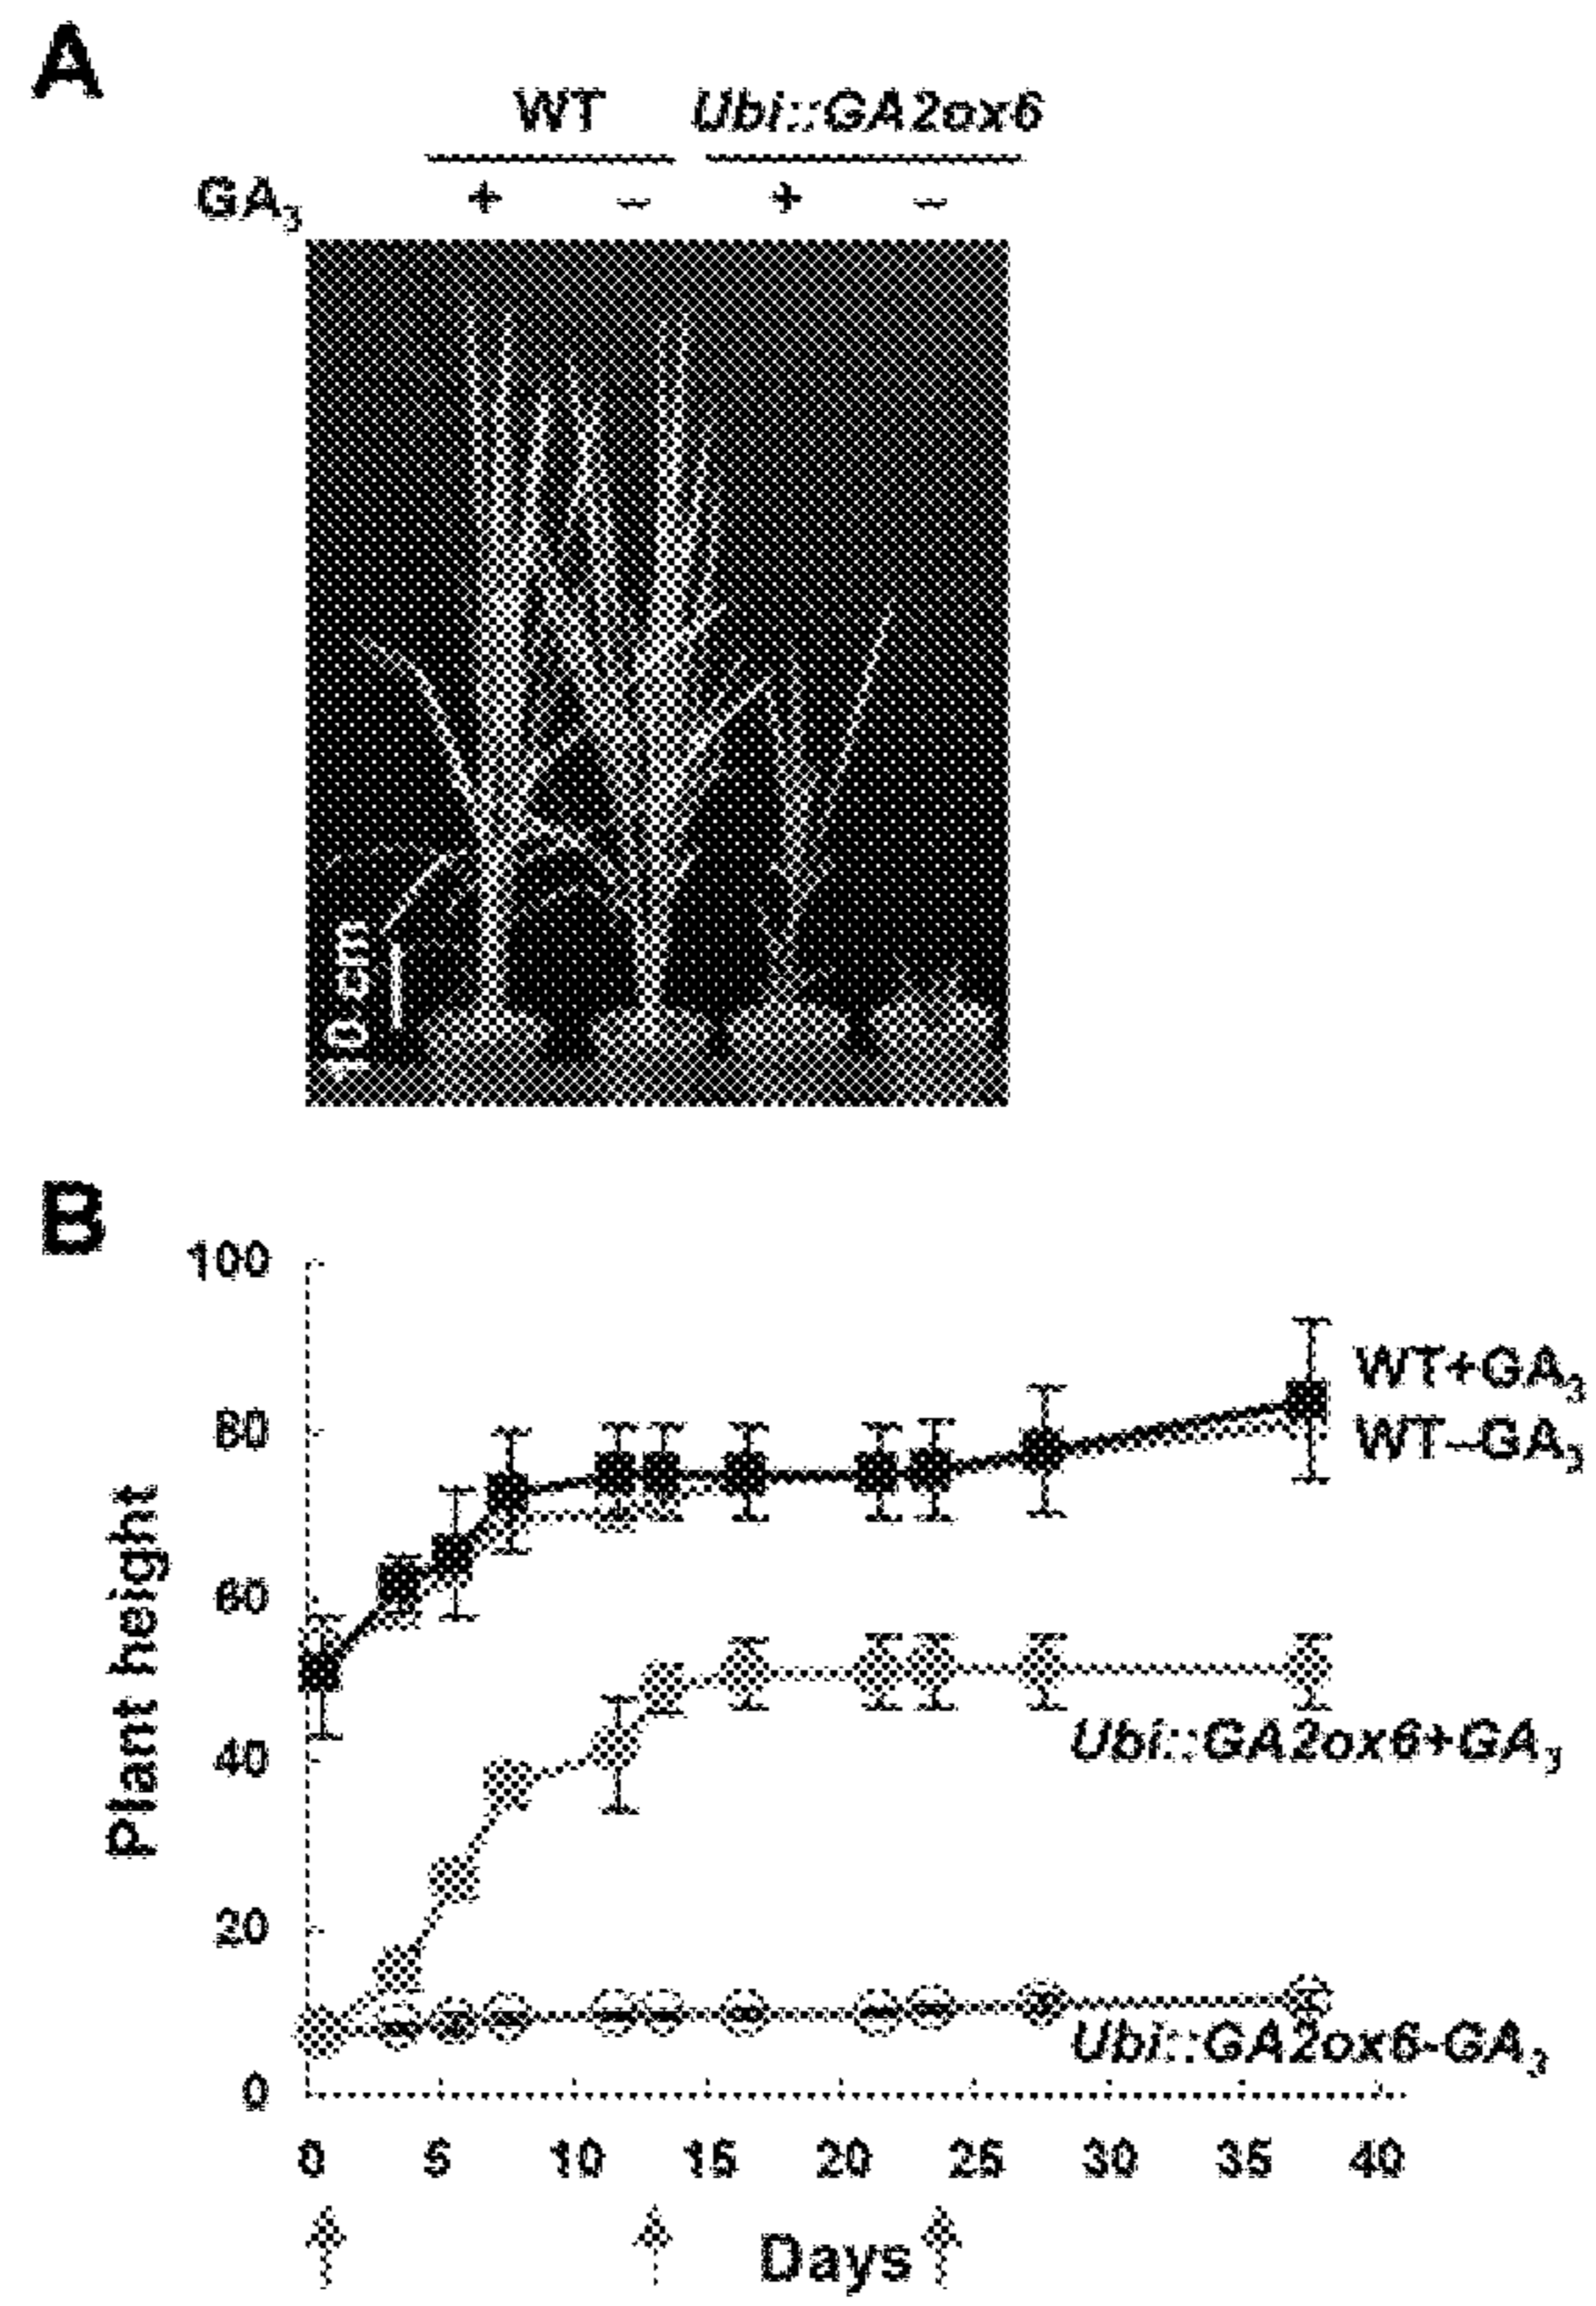 A
WT Ubi::GA2ox6
GA₃ + – + –
10 cm
B
Plant height
100
80
60
40
20
0
WT+GA₃
WT–GA₃
Ubi::GA2ox6+GA₃
Ubi::GA2ox6-GA₃
0 5 10 15 20 25 30 35 40
Days